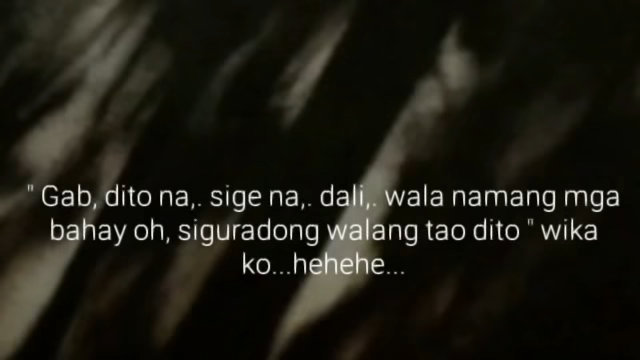 " Gab, dito na,. sige na,. dali,. wala namang mga
bahay oh, siguradong walang tao dito " wika
ko...hehehe...